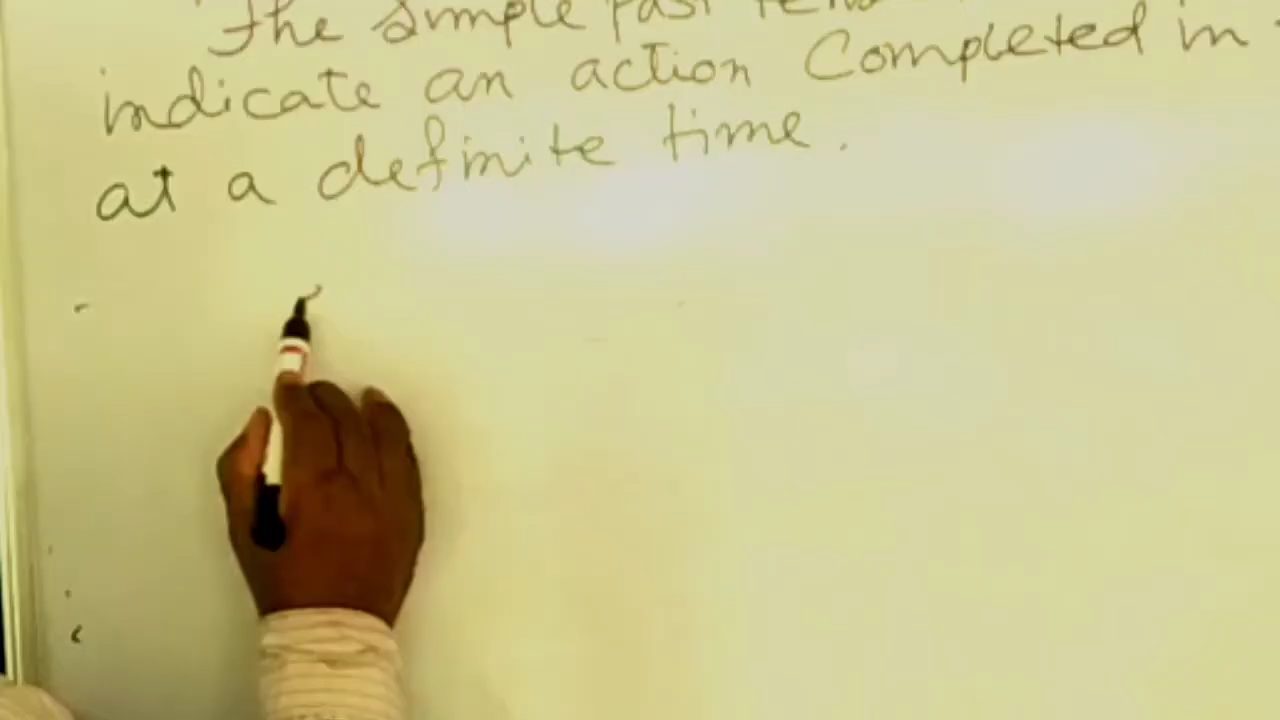 The simple past
indicate an action Completed in
at a definite time.